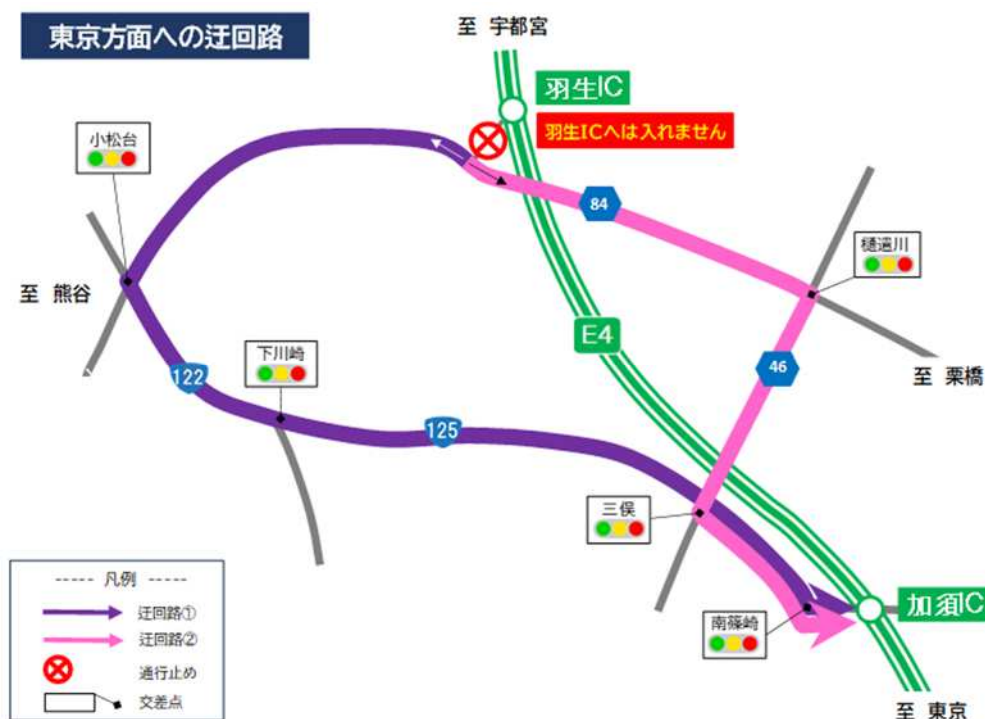 東京方面への迂回路
至 宇都宮
羽生IC
羽生ICへは入れません
小松台
84
樋遣川
至 熊谷
E4
下川崎
122
46
至 栗橋
125
三俣
加須IC
南篠崎
至 東京
----- 凡例 -----
迂回路①
迂回路②
通行止め
交差点